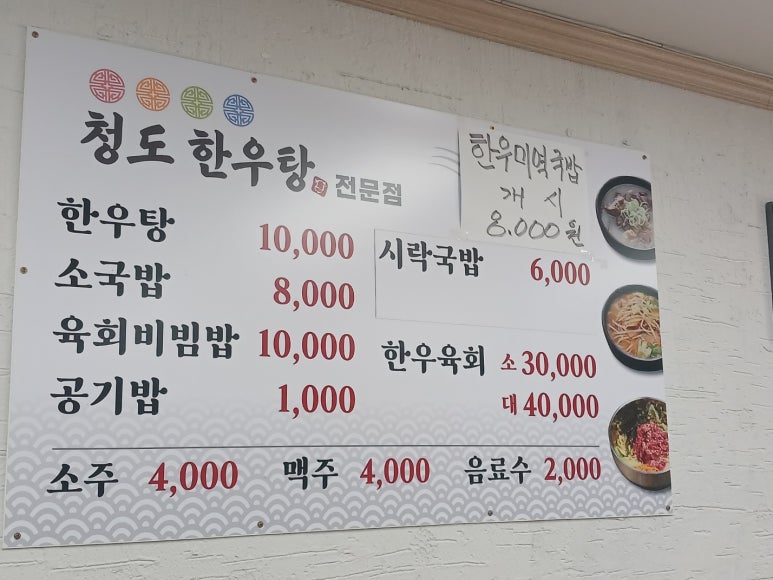 청도 한우탕 전문점
한우미역국밥
개 시
8.000원
한우탕 10,000
소국밥 8,000
육회비빔밥 10,000
공기밥 1,000
시락국밥 6,000
한우육회 소 30,000
대 40,000
소주 4,000 맥주 4,000 음료수 2,000